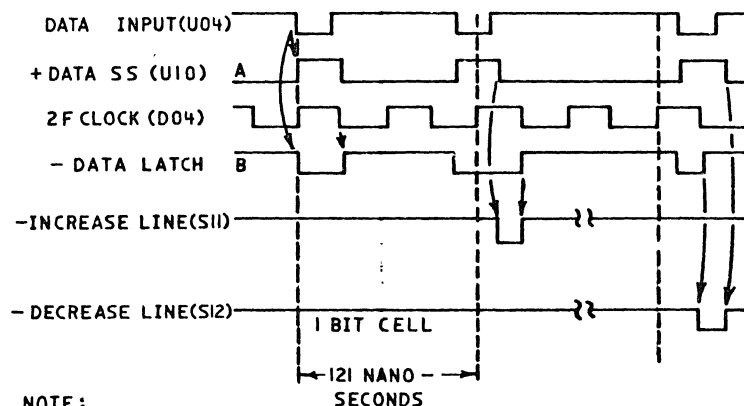 DATA INPUT(U04)
+DATA SS (U10) A
2F CLOCK (D04)
- DATA LATCH B
-INCREASE LINE(S11)
-DECREASE LINE(S12)
1 BIT CELL
121 NANO
SECONDS
NOTE: